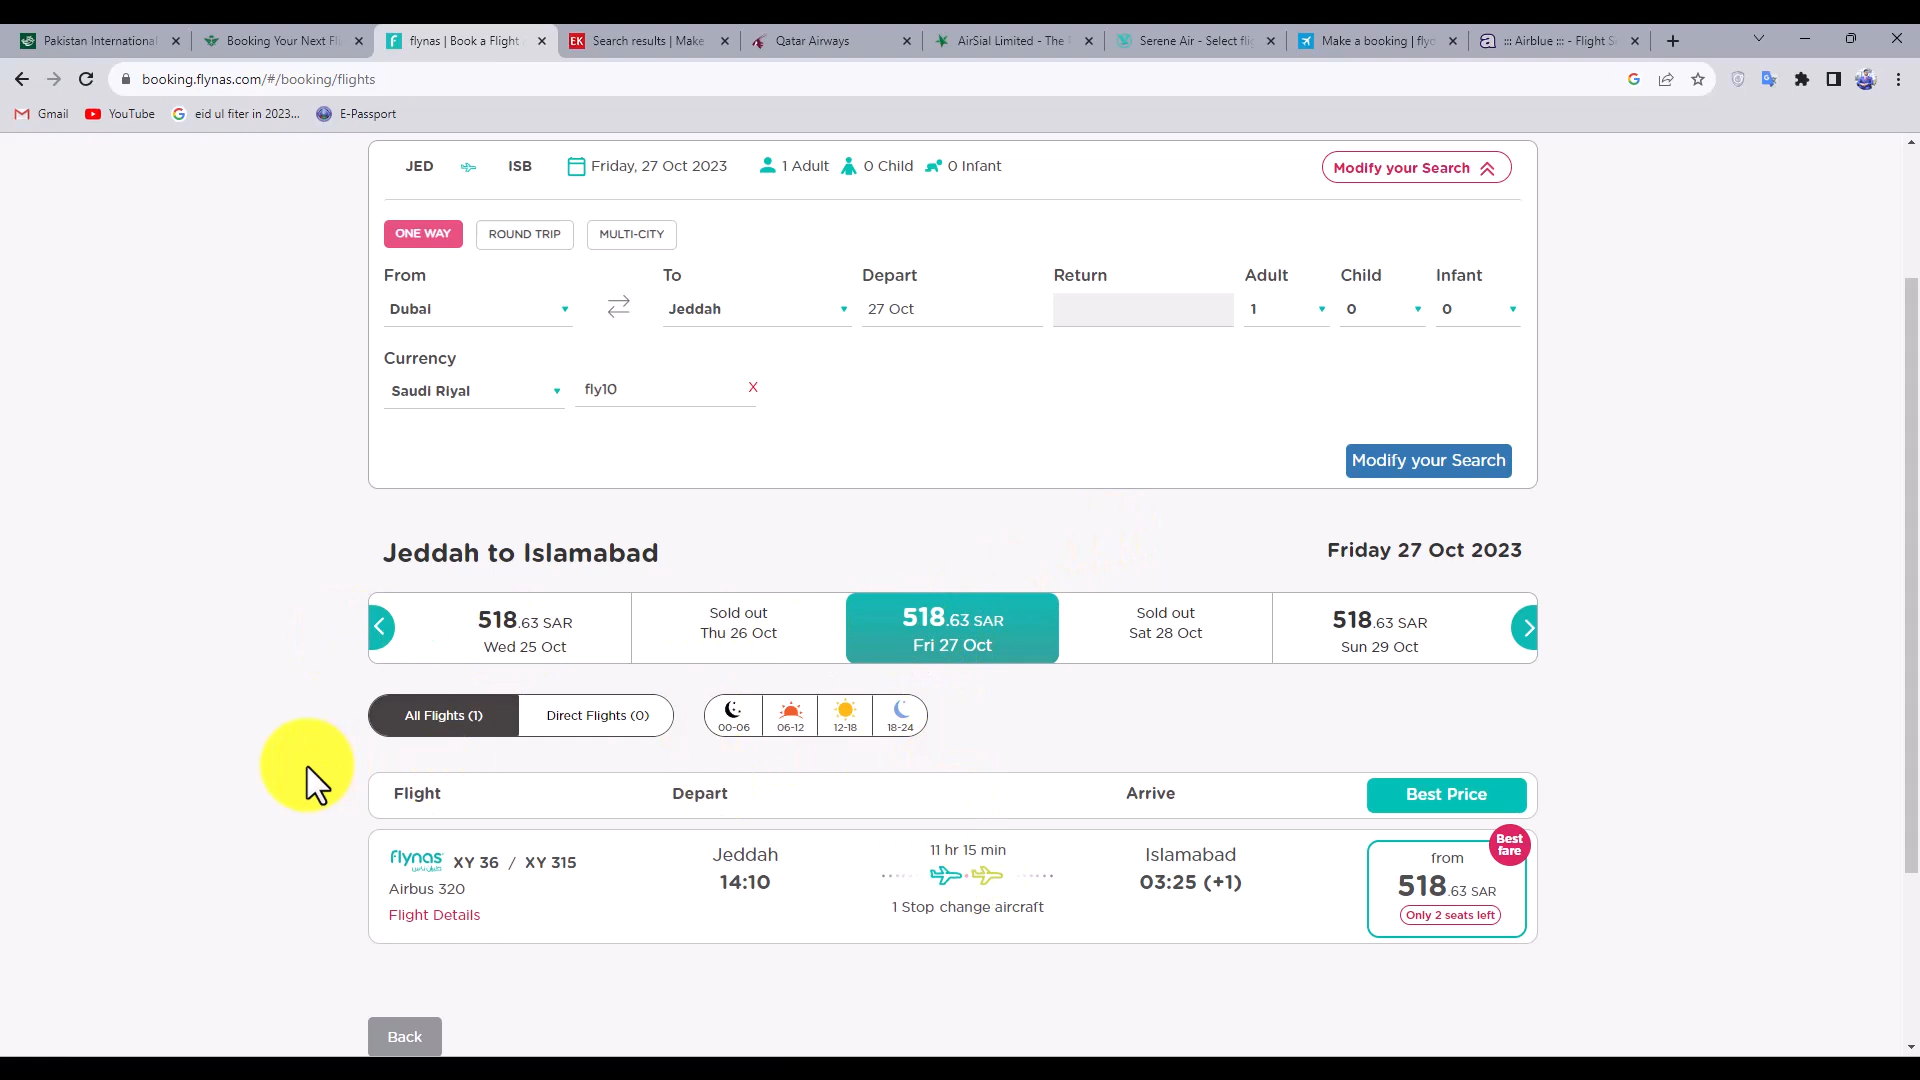 Pakistan International
Booking Your Next Fli
flynas | Book a Flight
EK Search results | Make
Qatar Airways
AirSial Limited - The
Serene Air - Select flig
Make a booking | flyd
::: Airblue ::: - Flight S
booking.flynas.com/#/booking/flights
Gmail YouTube eid ul fiter in 2023... E-Passport
JED ISB Friday, 27 Oct 2023 1 Adult 0 Child 0 Infant Modify your Search
ONE WAY ROUND TRIP MULTI-CITY
From To Depart Return Adult Child Infant
Dubai Jeddah 27 Oct 1 0 0
Currency
Saudi Riyal fly10 X
Modify your Search
Jeddah to Islamabad Friday 27 Oct 2023
518.63 SAR
Wed 25 Oct
Sold out
Thu 26 Oct
518.63 SAR
Fri 27 Oct
Sold out
Sat 28 Oct
518.63 SAR
Sun 29 Oct
All Flights (1) Direct Flights (0)
00-06 06-12 12-18 18-24
Flight Depart Arrive Best Price
flynas طيران ناس XY 36 / XY 315
Airbus 320
Flight Details
Jeddah
14:10
11 hr 15 min
1 Stop change aircraft
Islamabad
03:25 (+1)
Best
fare
from
518.63 SAR
Only 2 seats left
Back